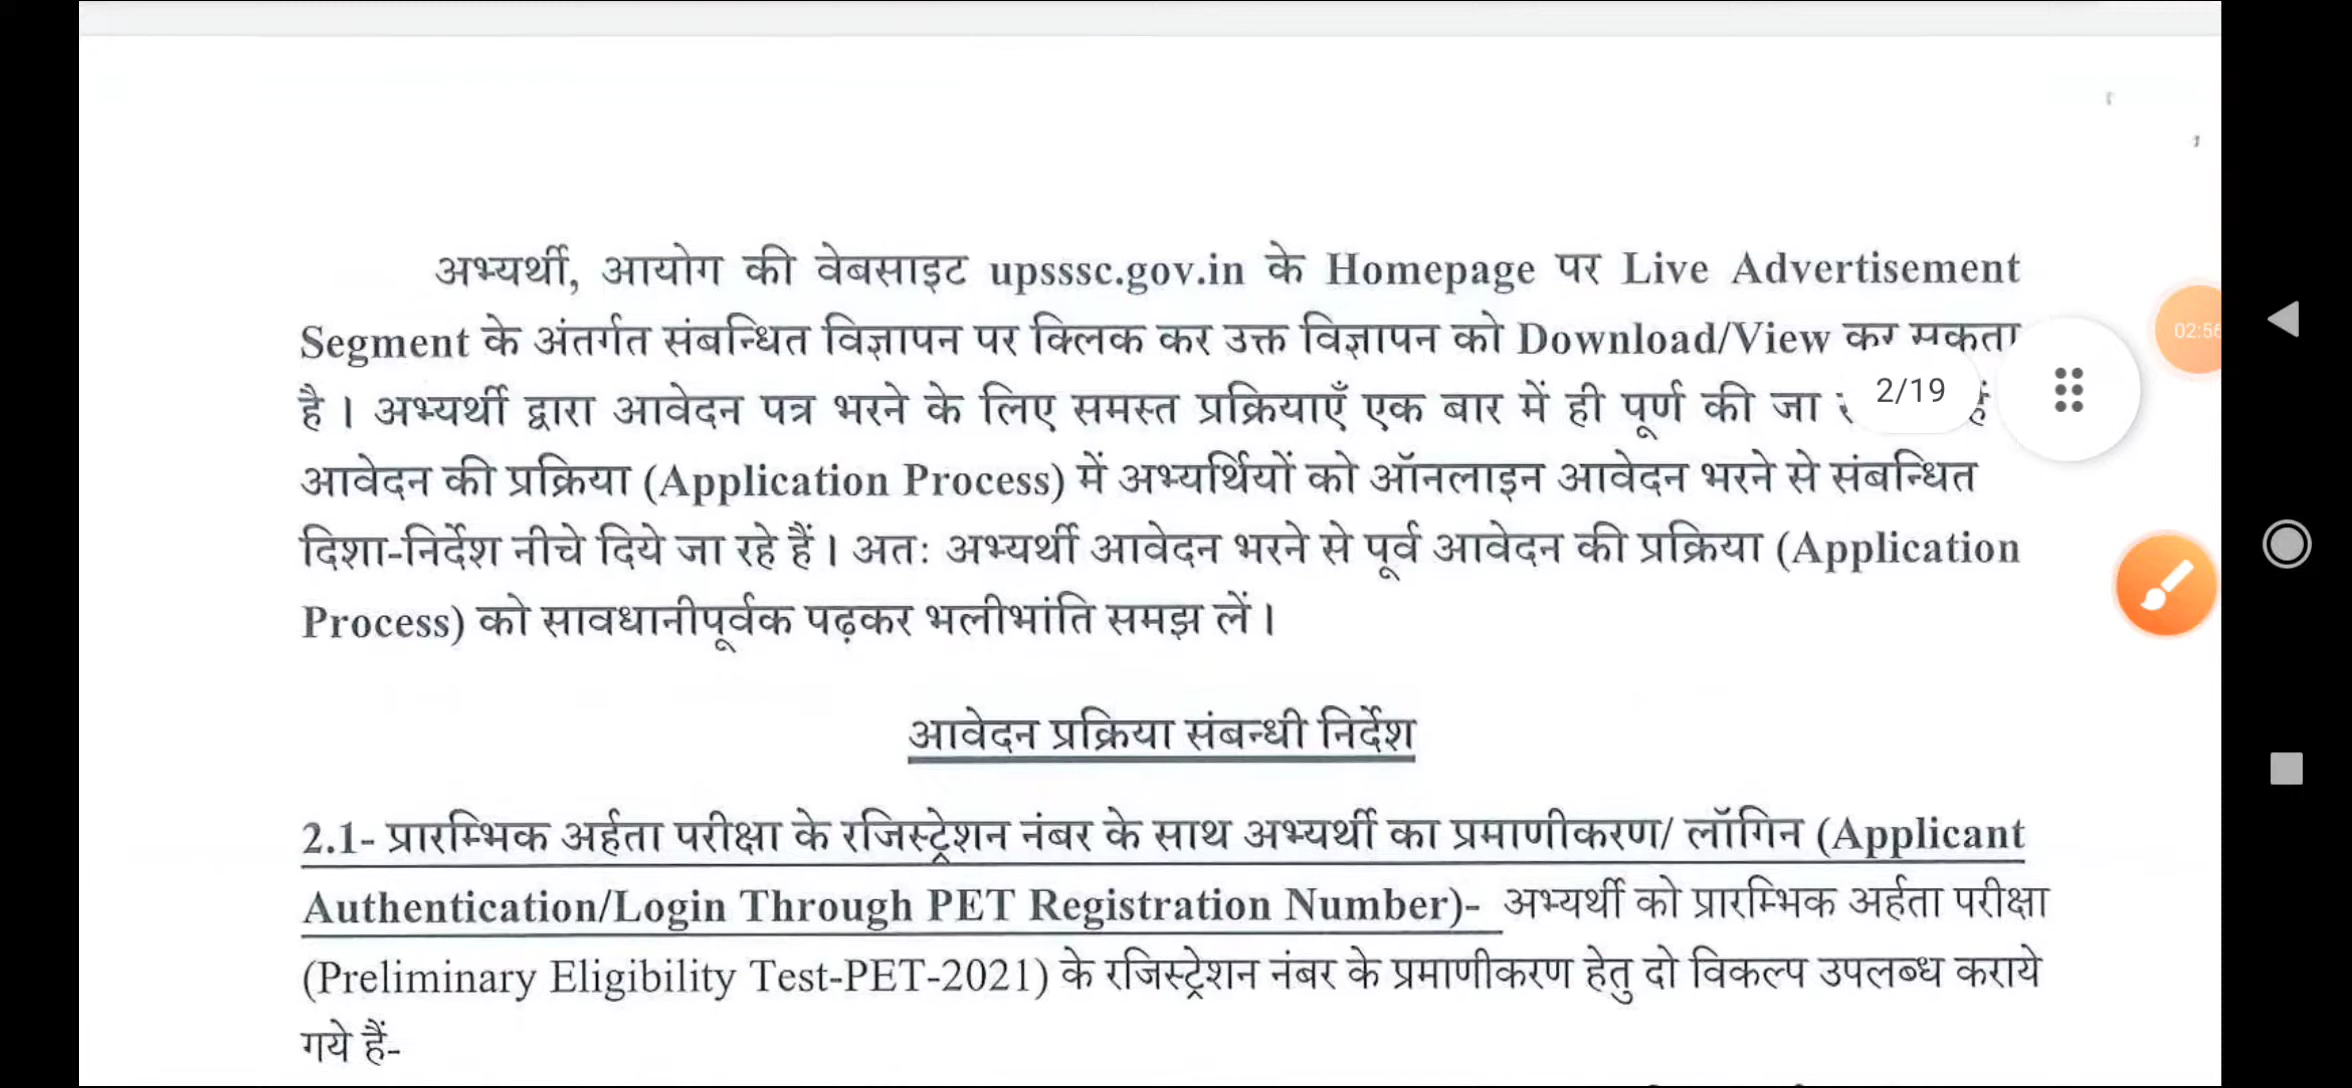 अभ्यर्थी, आयोग की वेबसाइट upsssc.gov.in के Homepage पर Live Advertisement
Segment के अंतर्गत संबन्धित विज्ञापन पर क्लिक कर उक्त विज्ञापन को Download/View कर सकता
02:56
है। अभ्यर्थी द्वारा आवेदन पत्र भरने के लिए समस्त प्रक्रियाएँ एक बार में ही पूर्ण की जा
2/19
आवेदन की प्रक्रिया (Application Process) में अभ्यर्थियों को ऑनलाइन आवेदन भरने से संबन्धित
दिशा-निर्देश नीचे दिये जा रहे हैं। अतः अभ्यर्थी आवेदन भरने से पूर्व आवेदन की प्रक्रिया (Application
Process) को सावधानीपूर्वक पढ़कर भलीभांति समझ लें।
आवेदन प्रक्रिया संबन्धी निर्देश
2.1- प्रारम्भिक अर्हता परीक्षा के रजिस्ट्रेशन नंबर के साथ अभ्यर्थी का प्रमाणीकरण/ लॉगिन (Applicant
Authentication/Login Through PET Registration Number)- अभ्यर्थी को प्रारम्भिक अर्हता परीक्षा
(Preliminary Eligibility Test-PET-2021) के रजिस्ट्रेशन नंबर के प्रमाणीकरण हेतु दो विकल्प उपलब्ध कराये
गये हैं-